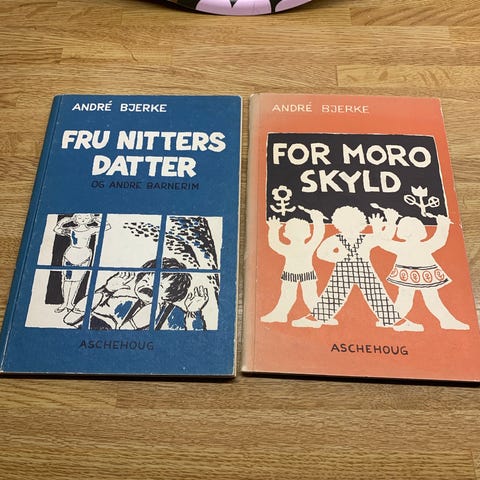 ANDRÉ BJERKE
FRU NITTERS
DATTER
OG ANDRE BARNERIM
ASCHEHOUG
ANDRÉ BJERKE
FOR MORO
SKYLD
ASCHEHOUG